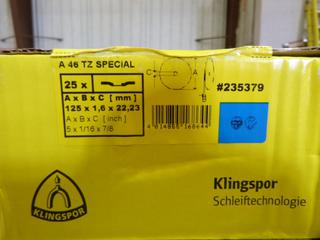 A 46 TZ SPECIAL
25 x
A x B x C [ mm ]
125 x 1,6 x 22,23
A x B x C [ inch ]
5 x 1/16 x 7/8
C
A
B
#235379
KLINGSPOR
Klingspor
Schleiftechnologie